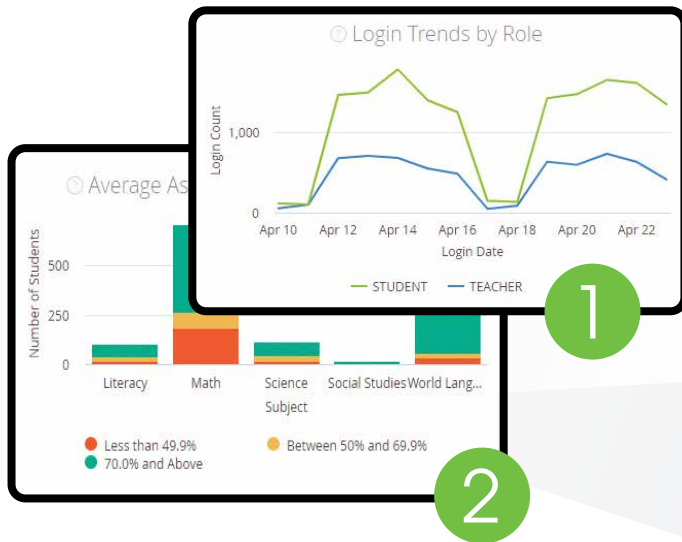 ? Login Trends by Role
Login Count
1,000
0
Apr 10 Apr 12 Apr 14 Apr 16 Apr 18 Apr 20 Apr 22
Login Date
STUDENT TEACHER
1
? Average As
Number of Students
500
250
0
Literacy Math Science Social Studies World Lang...
Subject
Less than 49.9% Between 50% and 69.9%
70.0% and Above
2